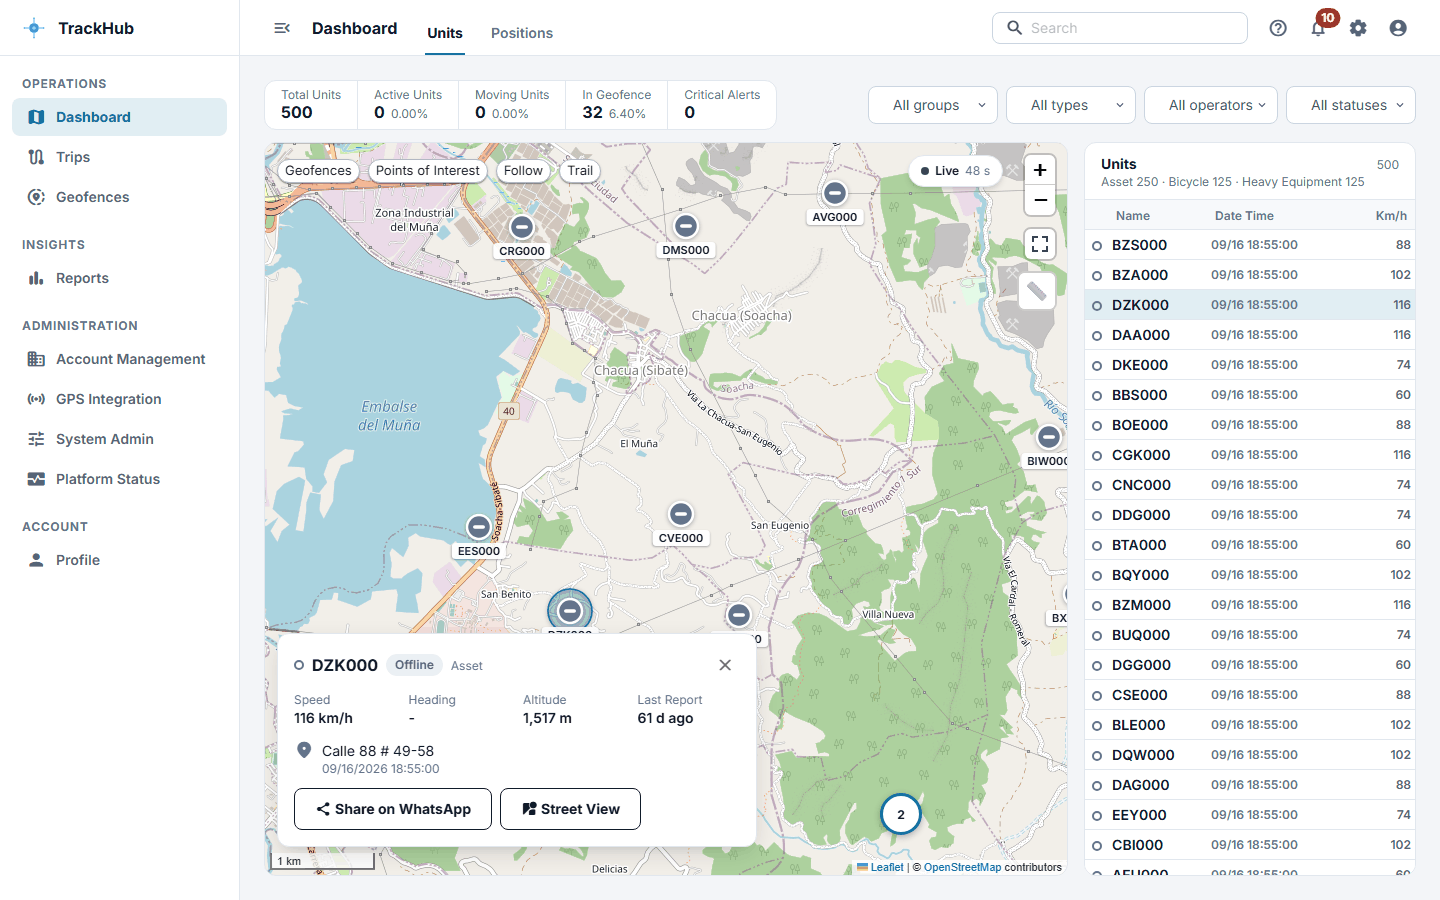 TrackHub
Dashboard
Units
Positions
Search
10
OPERATIONS
Dashboard
Trips
Geofences
INSIGHTS
Reports
ADMINISTRATION
Account Management
GPS Integration
System Admin
Platform Status
ACCOUNT
Profile
Total Units
500
Active Units
0 0.00%
Moving Units
0 0.00%
In Geofence
32 6.40%
Critical Alerts
0
All groups
All types
All operators
All statuses
Geofences
Points of Interest
Follow
Trail
Live 48 s
+
−
Zona Industrial
del Muña
CRG000
DMS000
AVG000
Chacua (Soacha)
Chacua (Sibaté)
Soacha
Embalse
del Muña
40
Vía La Chacua-San Eugenio
El Muña
BIW000
Corregimiento 1 Sur
Soacha-Sibaté
EES000
CVE000
San Eugenio
San Benito
Vía El Cardal - Romeral
Villa Nueva
BX
DZK000
DZK000 Offline Asset
Speed
116 km/h
Heading
-
Altitude
1,517 m
Last Report
61 d ago
Calle 88 # 49-58
09/16/2026 18:55:00
Share on WhatsApp
Street View
2
1 km
Delicias
Leaflet | © OpenStreetMap contributors
Units
500
Asset 250 · Bicycle 125 · Heavy Equipment 125
Name Date Time Km/h
BZS000 09/16 18:55:00 88
BZA000 09/16 18:55:00 102
DZK000 09/16 18:55:00 116
DAA000 09/16 18:55:00 116
DKE000 09/16 18:55:00 74
BBS000 09/16 18:55:00 60
BOE000 09/16 18:55:00 88
CGK000 09/16 18:55:00 116
CNC000 09/16 18:55:00 74
DDG000 09/16 18:55:00 74
BTA000 09/16 18:55:00 60
BQY000 09/16 18:55:00 102
BZM000 09/16 18:55:00 116
BUQ000 09/16 18:55:00 74
DGG000 09/16 18:55:00 60
CSE000 09/16 18:55:00 88
BLE000 09/16 18:55:00 102
DQW000 09/16 18:55:00 102
DAG000 09/16 18:55:00 88
EEY000 09/16 18:55:00 74
CBI000 09/16 18:55:00 102